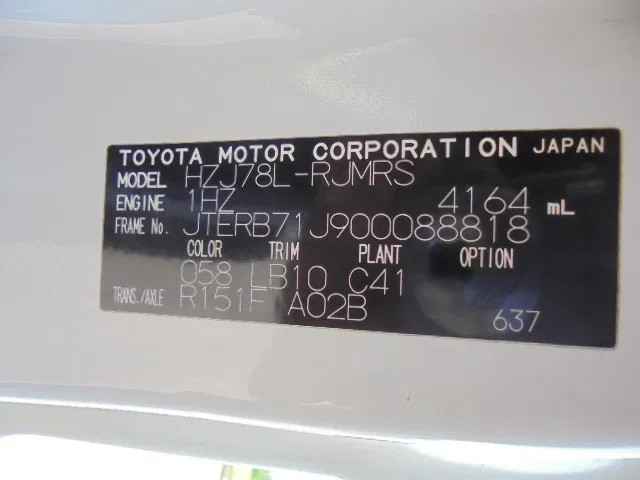 TOYOTA MOTOR CORPORATION JAPAN
MODEL HZJ78L-RJMRS
ENGINE 1HZ 4164 mL
FRAME No. JTERB71J900088818
COLOR TRIM PLANT OPTION
058 LB10 C41
TRANS./AXLE R151F A02B
637